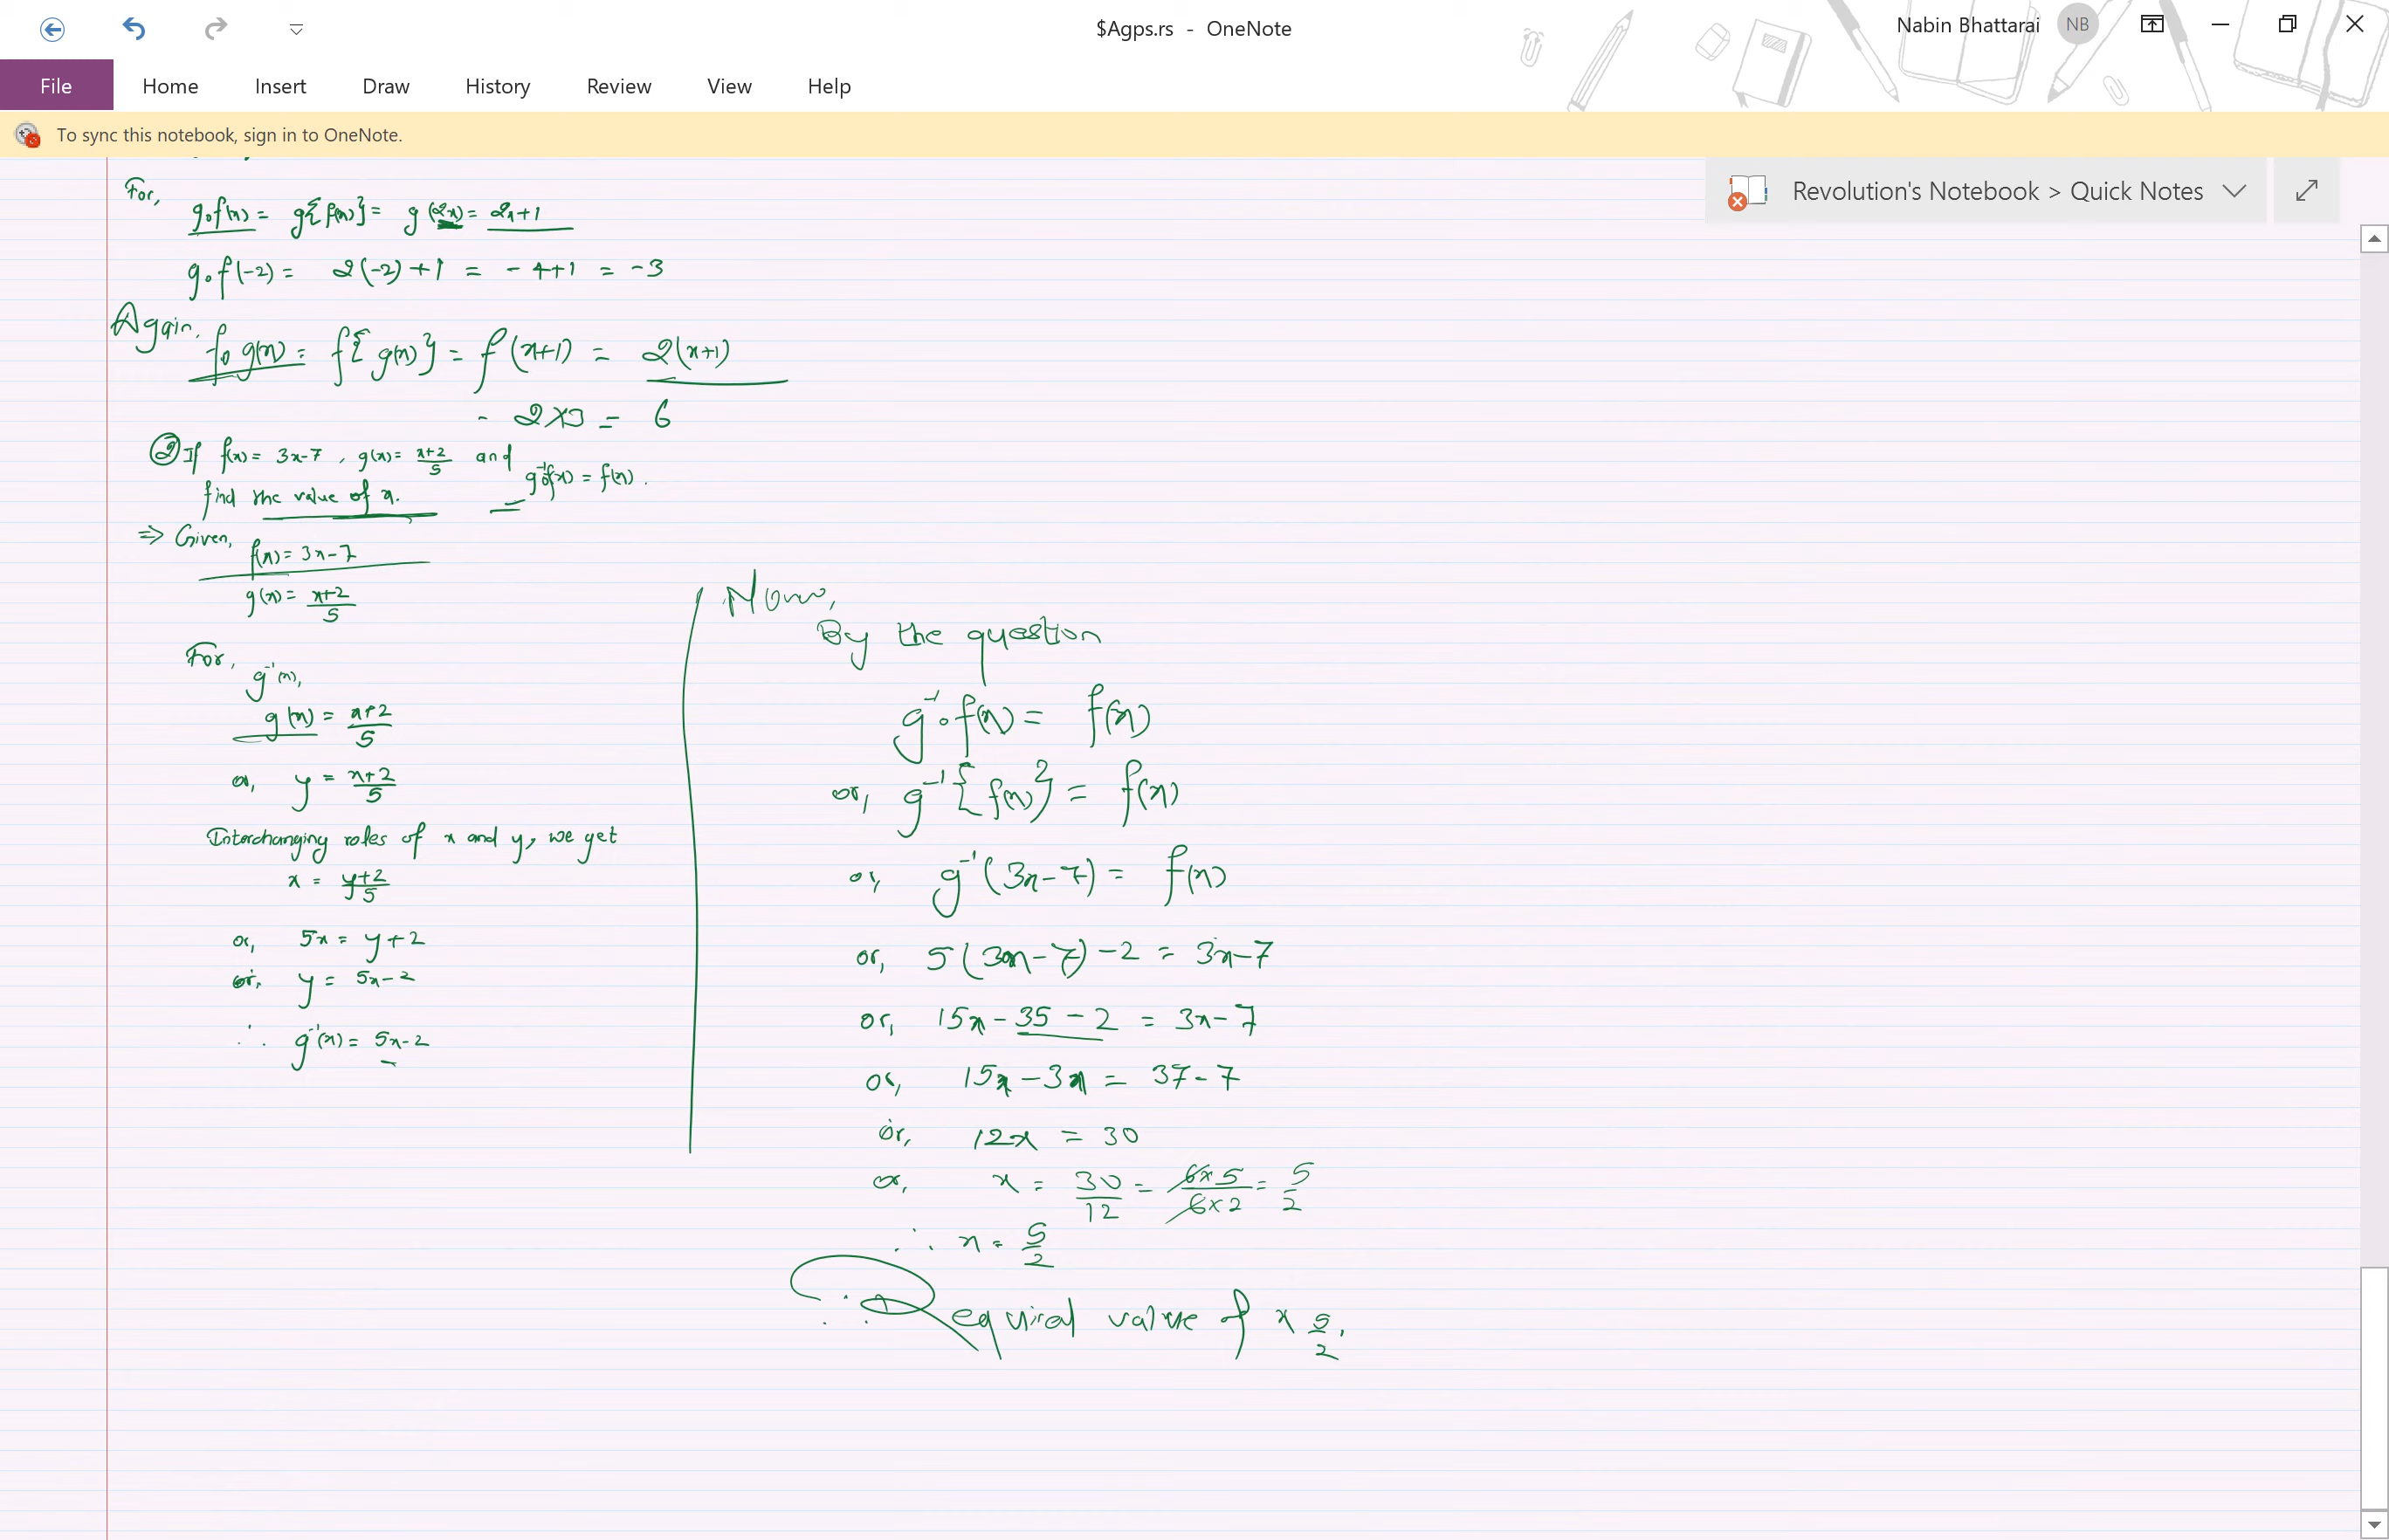 $Agps.rs - OneNote
Nabin Bhattarai NB
File Home Insert Draw History Review View Help
To sync this notebook, sign in to OneNote.
Revolution's Notebook > Quick Notes
For,
gof(x) = g{f(x)} = g(2x) = 2x+1
gof(-2) = 2(-2)+1 = -4+1 = -3
Again,
fog(x) = f{g(x)} = f(x+1) = 2(x+1)
= 2×3 = 6
② If f(x) = 3x-7, g(x) = (x+2)/5 and g⁻¹of(x) = f(x).
find the value of x.
⇒ Given,
f(x) = 3x-7
g(x) = (x+2)/5
For,
g⁻¹(x),
g(x) = (x+2)/5
or, y = (x+2)/5
Interchanging roles of x and y, we get
x = (y+2)/5
or, 5x = y+2
or, y = 5x-2
∴ g⁻¹(x) = 5x-2
Now,
By the question
g⁻¹of(x) = f(x)
or, g⁻¹{f(x)} = f(x)
or, g⁻¹(3x-7) = f(x)
or, 5(3x-7)-2 = 3x-7
or, 15x-35-2 = 3x-7
or, 15x-3x = 37-7
or, 12x = 30
or, x = 30/12 = (6×5)/(6×2) = 5/2
∴ x = 5/2
∴ Required value of x 5/2.